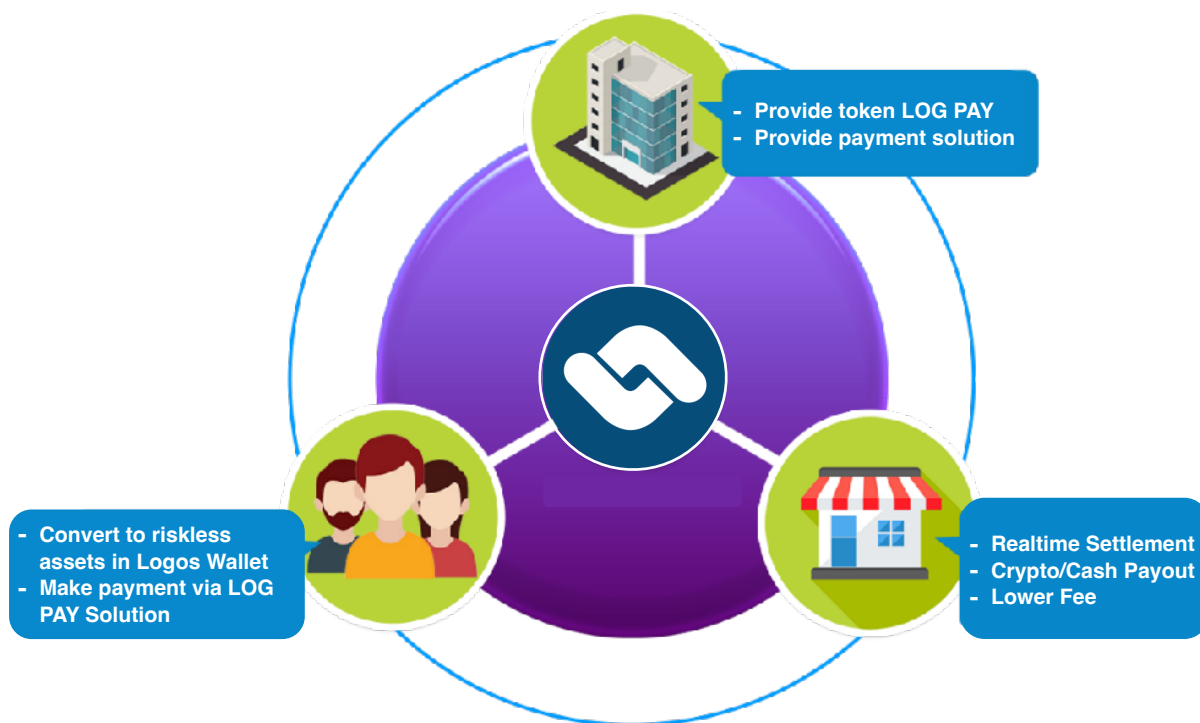 - Provide token LOG PAY
- Provide payment solution
- Convert to riskless
assets in Logos Wallet
- Make payment via LOG
PAY Solution
- Realtime Settlement
- Crypto/Cash Payout
- Lower Fee